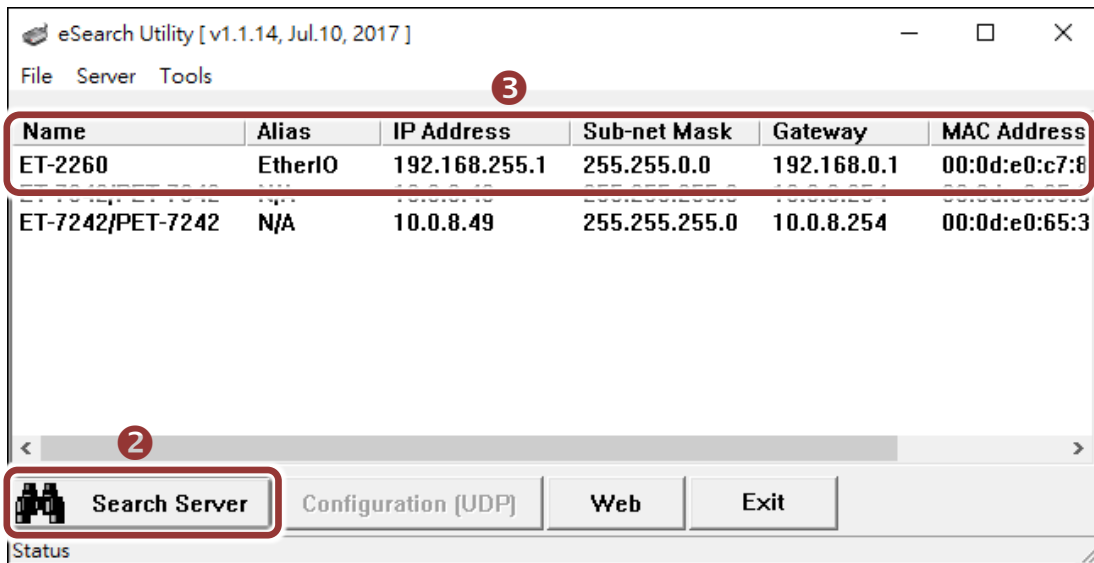 eSearch Utility [ v1.1.14, Jul.10, 2017 ]
File Server Tools
3
Name Alias IP Address Sub-net Mask Gateway MAC Address
ET-2260 EtherIO 192.168.255.1 255.255.0.0 192.168.0.1 00:0d:e0:c7:8
ET-7242/PET-7242 N/A 10.0.8.49 255.255.255.0 10.0.8.254 00:0d:e0:65:3
2
Search Server Configuration (UDP) Web Exit
Status